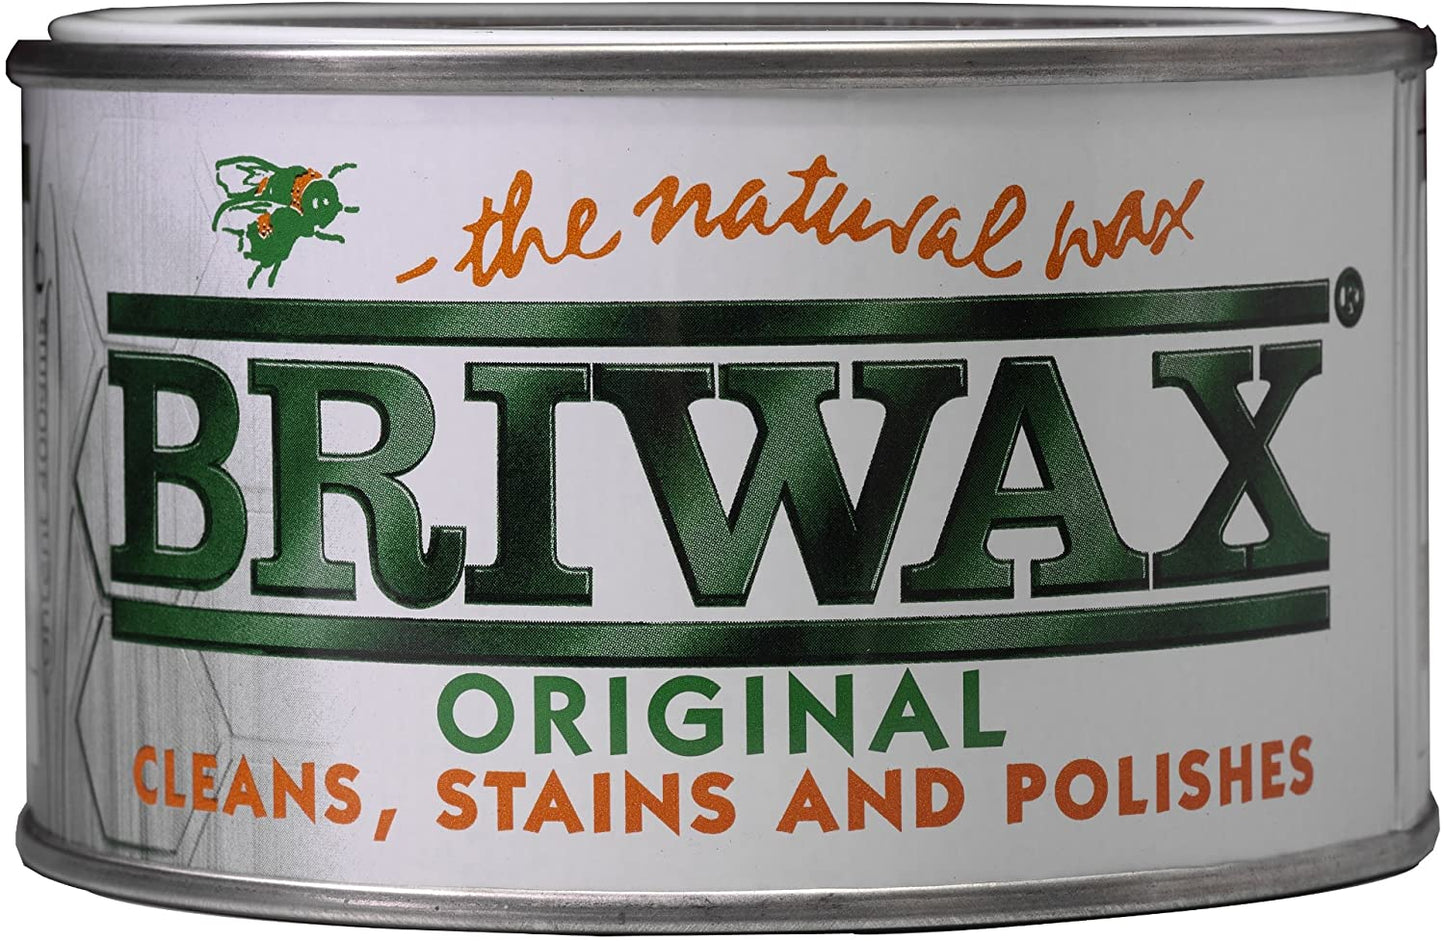 - the natural wax
BRIWAX®
ORIGINAL
CLEANS, STAINS AND POLISHES